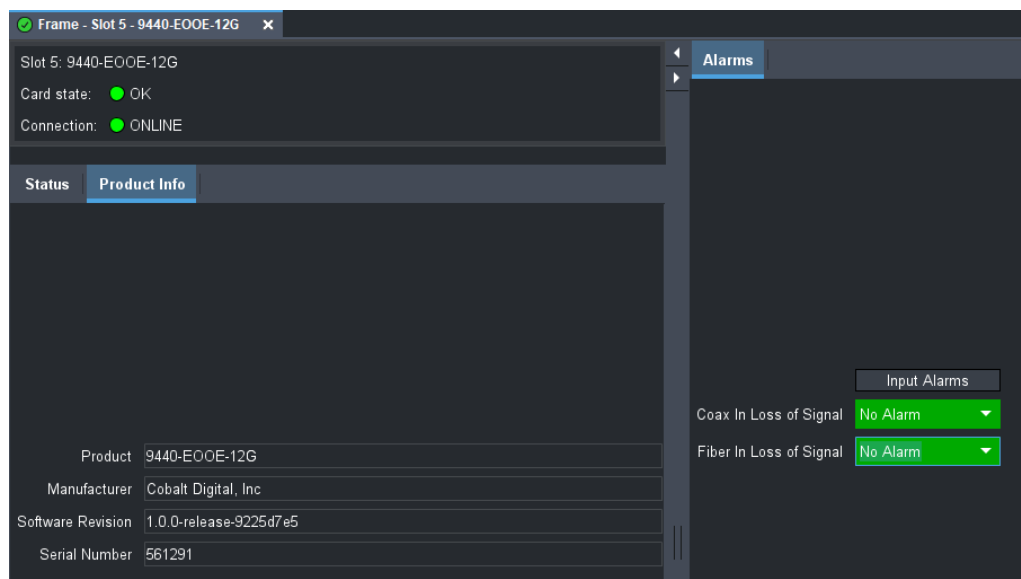 Frame - Slot 5 - 9440-EOOE-12G
Slot 5: 9440-EOOE-12G
Card state: OK
Connection: ONLINE
Status Product Info
Product 9440-EOOE-12G
Manufacturer Cobalt Digital, Inc
Software Revision 1.0.0-release-9225d7e5
Serial Number 561291
Alarms
Input Alarms
Coax In Loss of Signal No Alarm
Fiber In Loss of Signal No Alarm